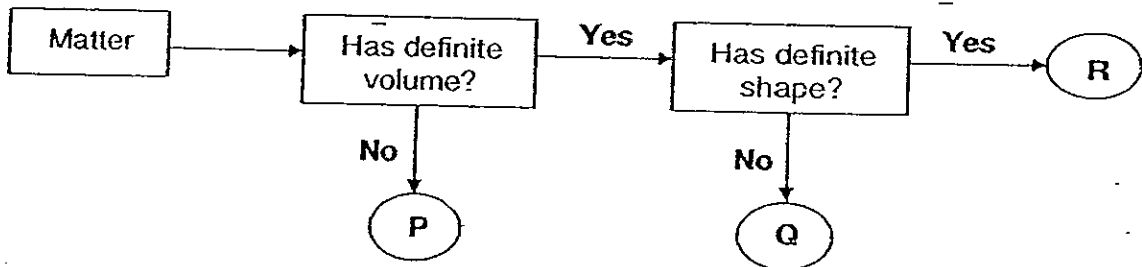 Matter
Has definite
volume?
Yes
Has definite
shape?
Yes
R
No
P
No
Q